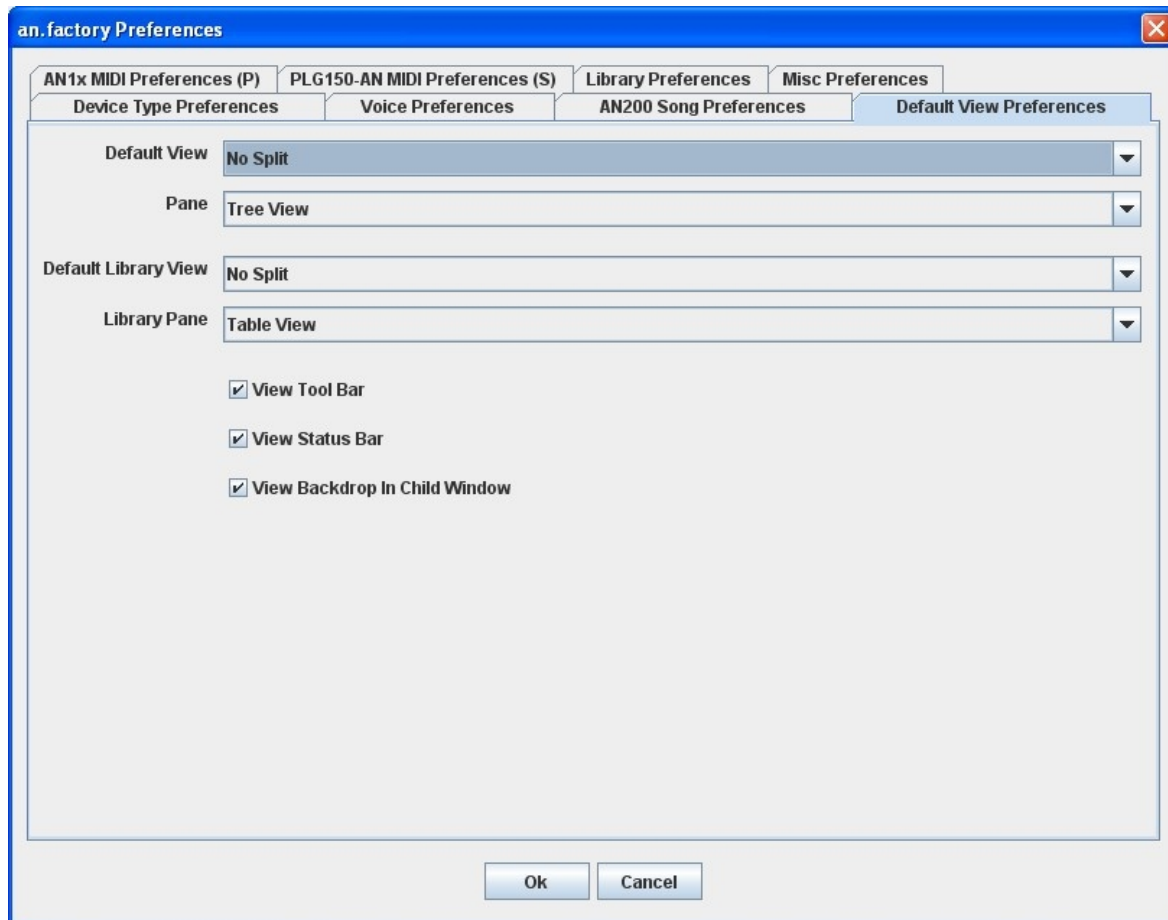 an.factory Preferences
AN1x MIDI Preferences (P) PLG150-AN MIDI Preferences (S) Library Preferences Misc Preferences
Device Type Preferences Voice Preferences AN200 Song Preferences Default View Preferences
Default View No Split
Pane Tree View
Default Library View No Split
Library Pane Table View
View Tool Bar
View Status Bar
View Backdrop In Child Window
Ok Cancel